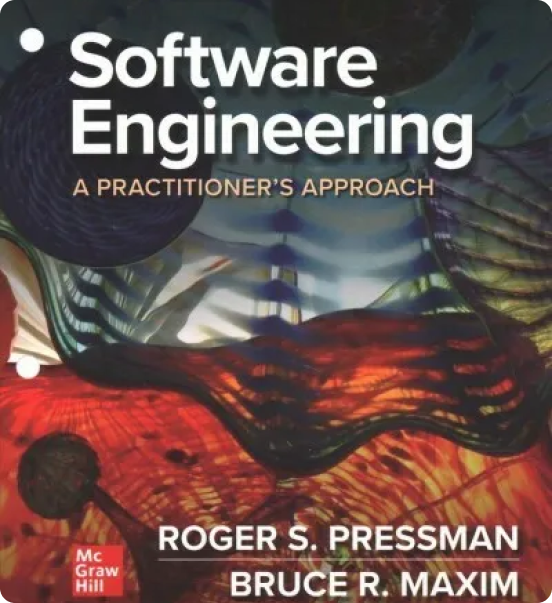 Software
Engineering
A PRACTITIONER'S APPROACH
ROGER S. PRESSMAN
BRUCE R. MAXIM
Mc
Graw
Hill